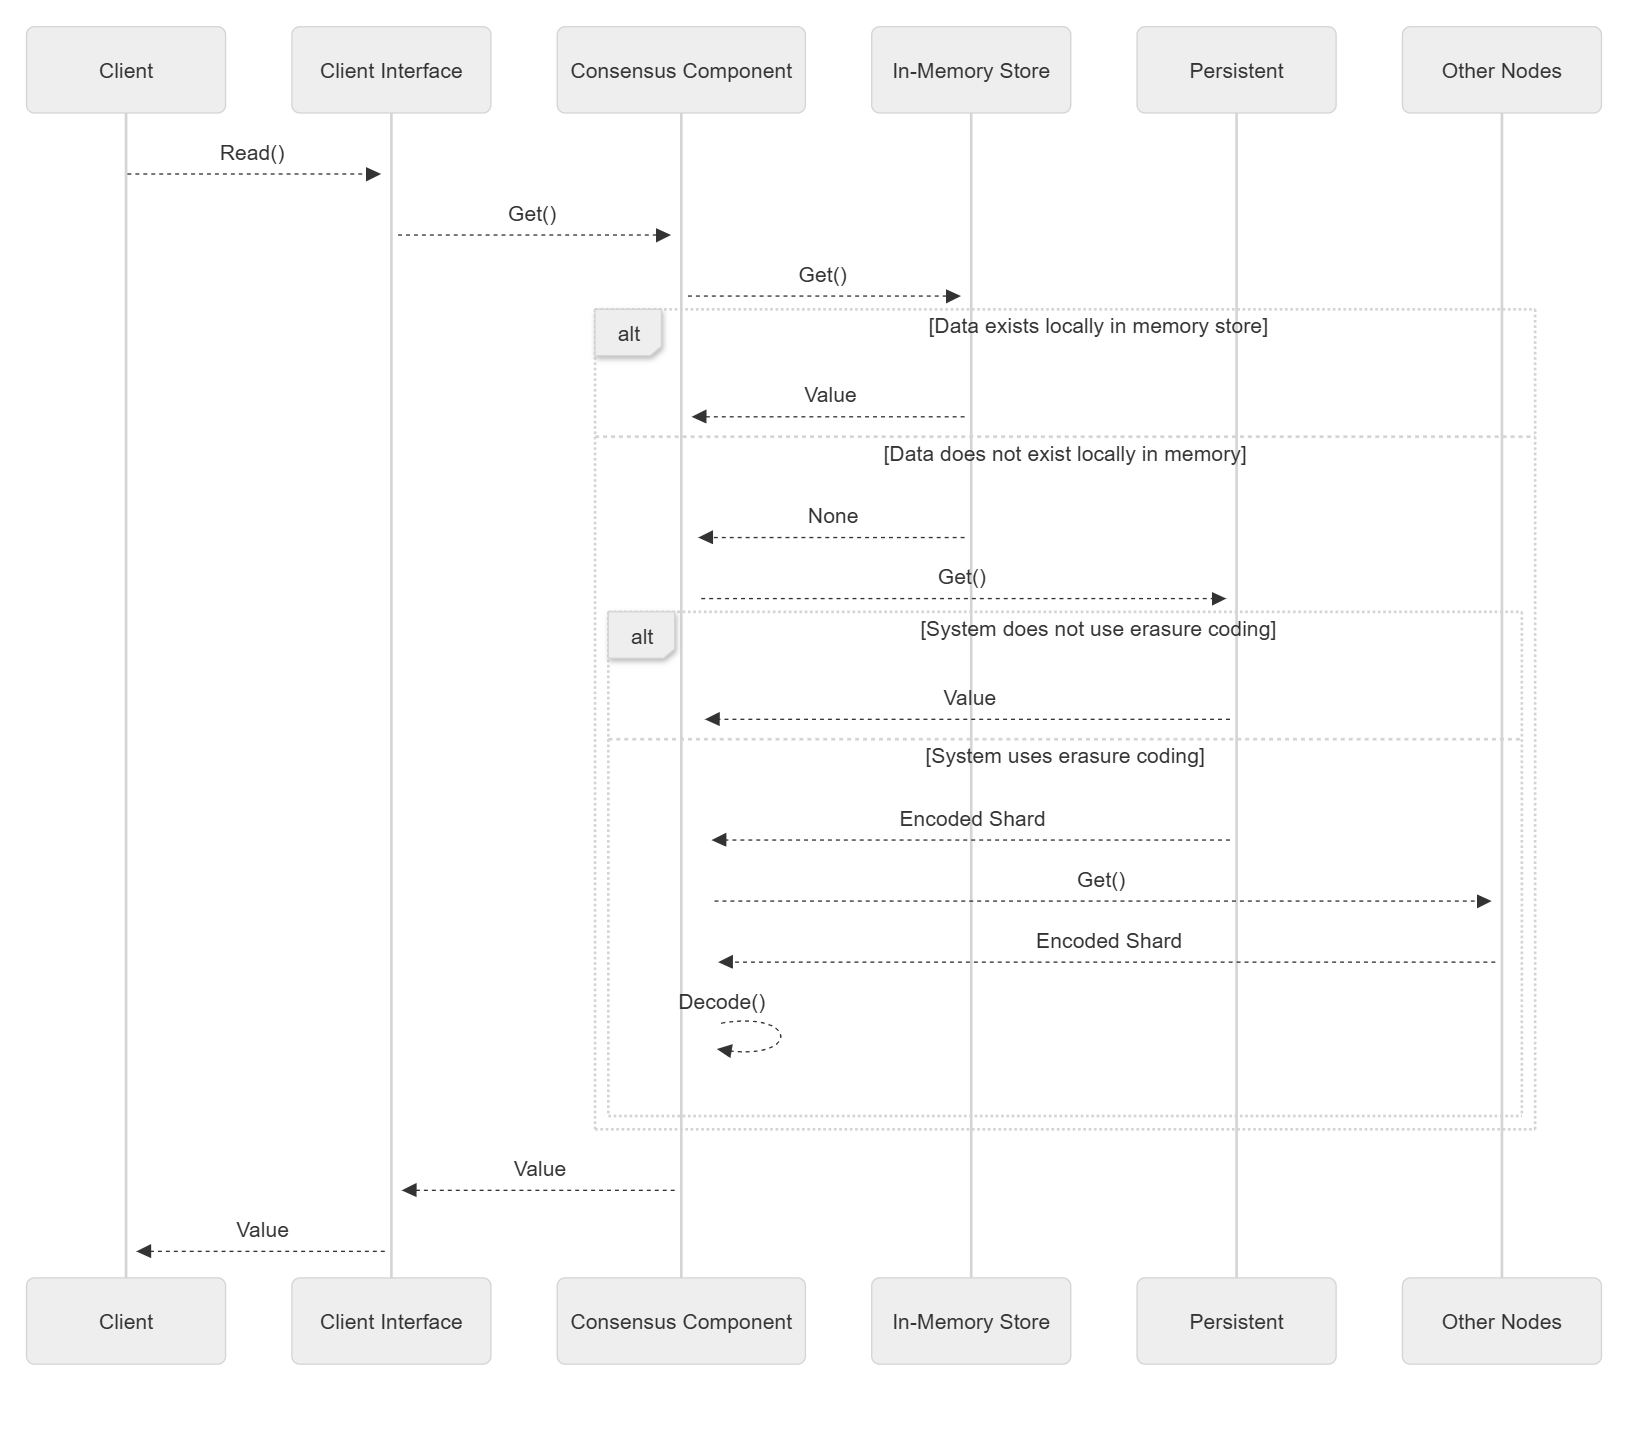 Client
Client Interface
Consensus Component
In-Memory Store
Persistent
Other Nodes
Read()
Get()
Get()
alt
[Data exists locally in memory store]
Value
[Data does not exist locally in memory]
None
Get()
alt
[System does not use erasure coding]
Value
[System uses erasure coding]
Encoded Shard
Get()
Encoded Shard
Decode()
Value
Value
Client
Client Interface
Consensus Component
In-Memory Store
Persistent
Other Nodes